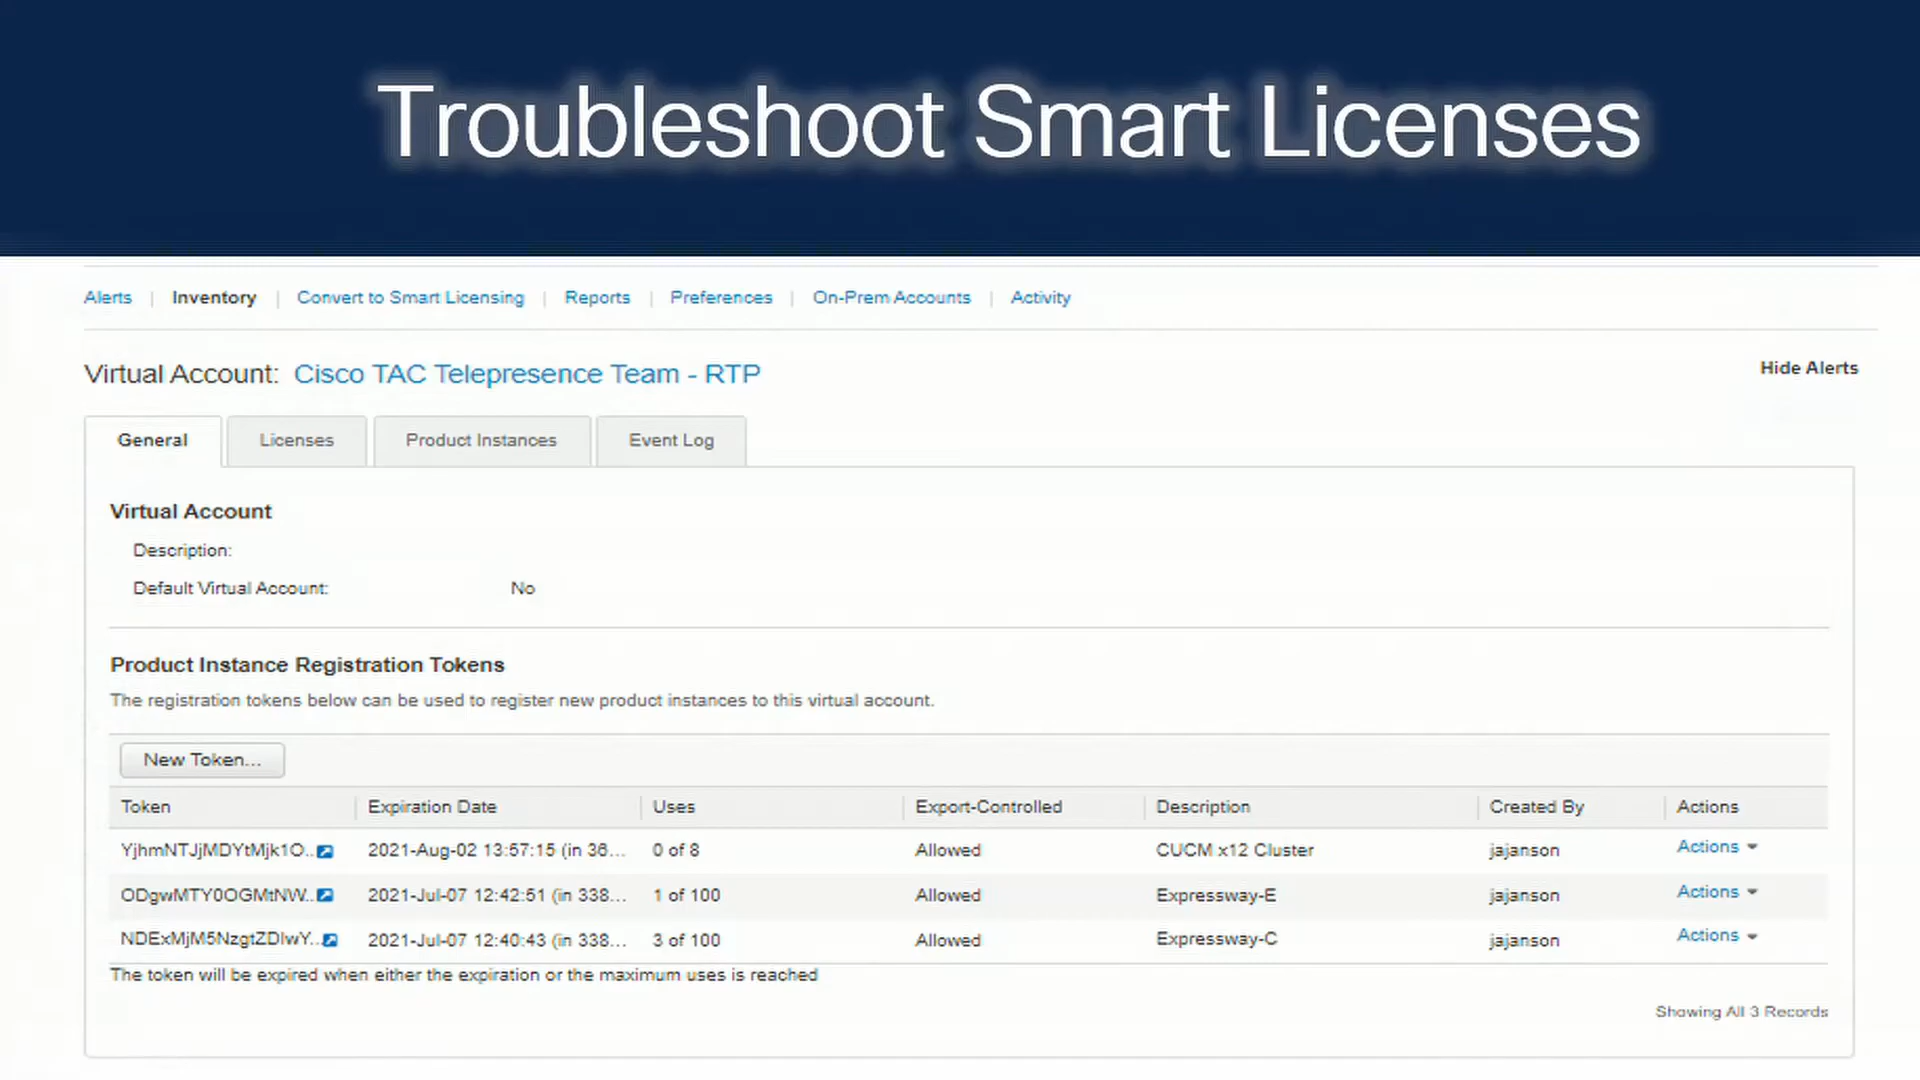 Troubleshoot Smart Licenses
Alerts | Inventory | Convert to Smart Licensing | Reports | Preferences | On-Prem Accounts | Activity
Virtual Account: Cisco TAC Telepresence Team - RTP
Hide Alerts
General Licenses Product Instances Event Log
Virtual Account
Description:
Default Virtual Account: No
Product Instance Registration Tokens
The registration tokens below can be used to register new product instances to this virtual account.
New Token...
Token Expiration Date Uses Export-Controlled Description Created By Actions
YjhmNTJjMDYtMjk1O... 2021-Aug-02 13:57:15 (in 36... 0 of 8 Allowed CUCM x12 Cluster jajanson Actions
ODgwMTY0OGMtNW... 2021-Jul-07 12:42:51 (in 338... 1 of 100 Allowed Expressway-E jajanson Actions
NDExMjM5NzgtZDIwY... 2021-Jul-07 12:40:43 (in 338... 3 of 100 Allowed Expressway-C jajanson Actions
The token will be expired when either the expiration or the maximum uses is reached
Showing All 3 Records